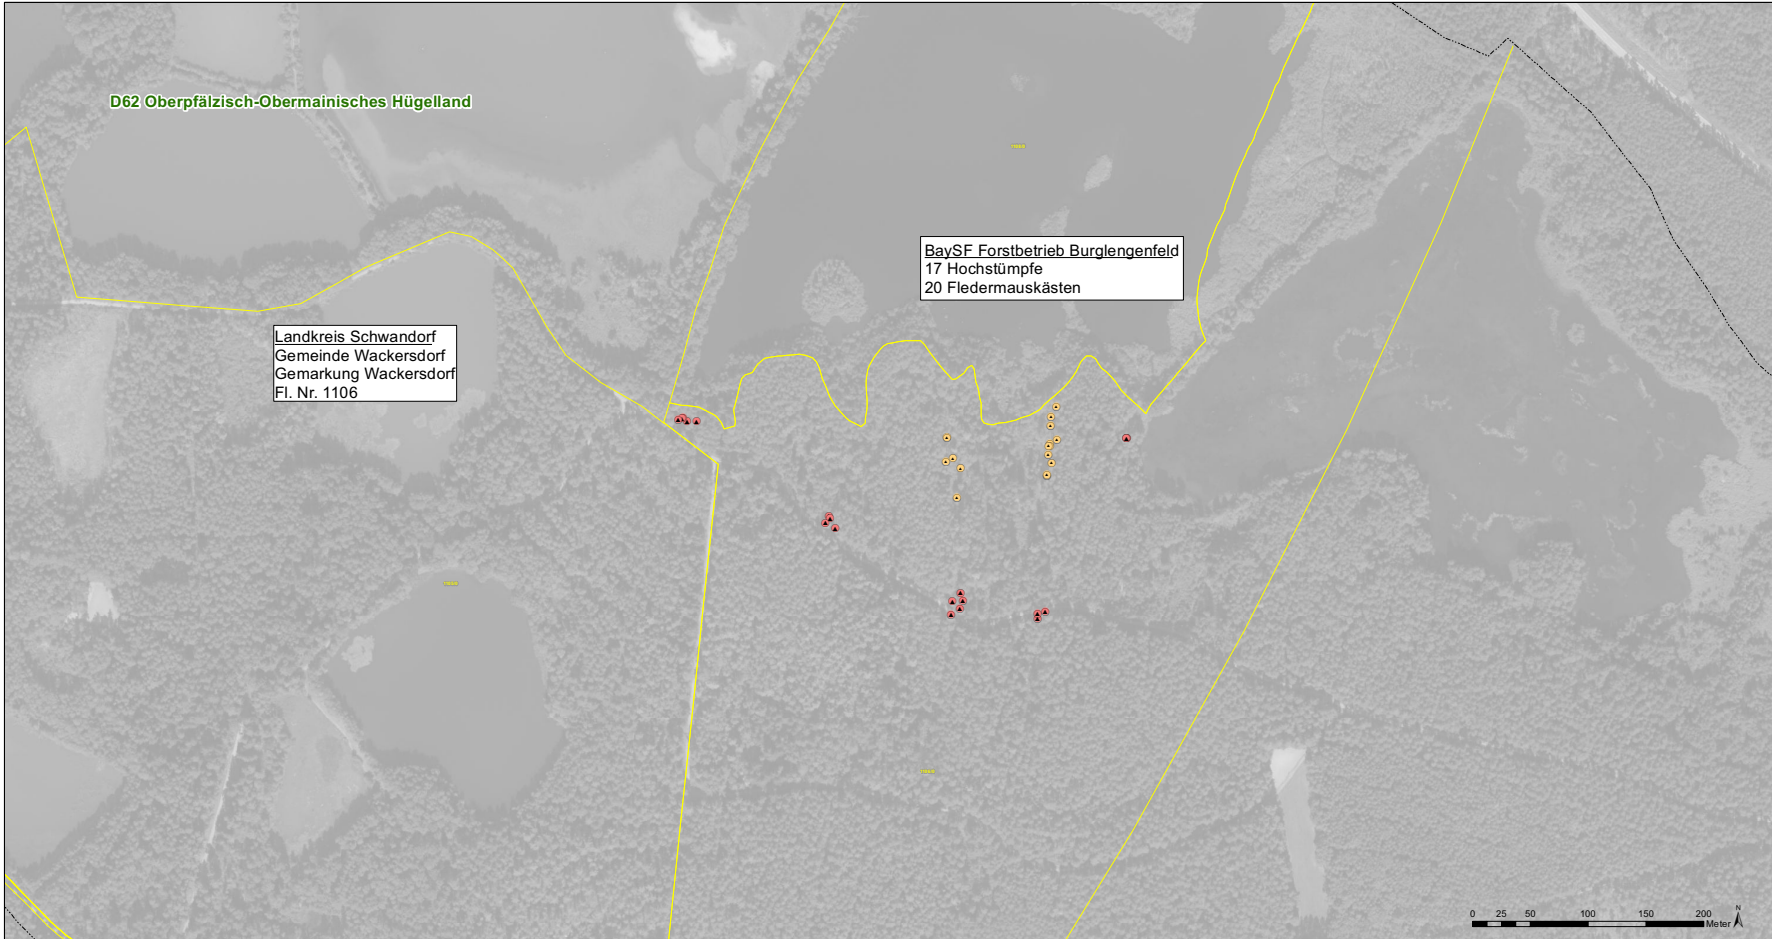 D62 Oberpfälzisch-Obermainisches Hügelland
BaySF Forstbetrieb Burglengenfeld
17 Hochstümpfe
20 Fledermauskästen
Landkreis Schwandorf
Gemeinde Wackersdorf
Gemarkung Wackersdorf
Fl. Nr. 1106
N
0 25 50 100 150 200
Meter